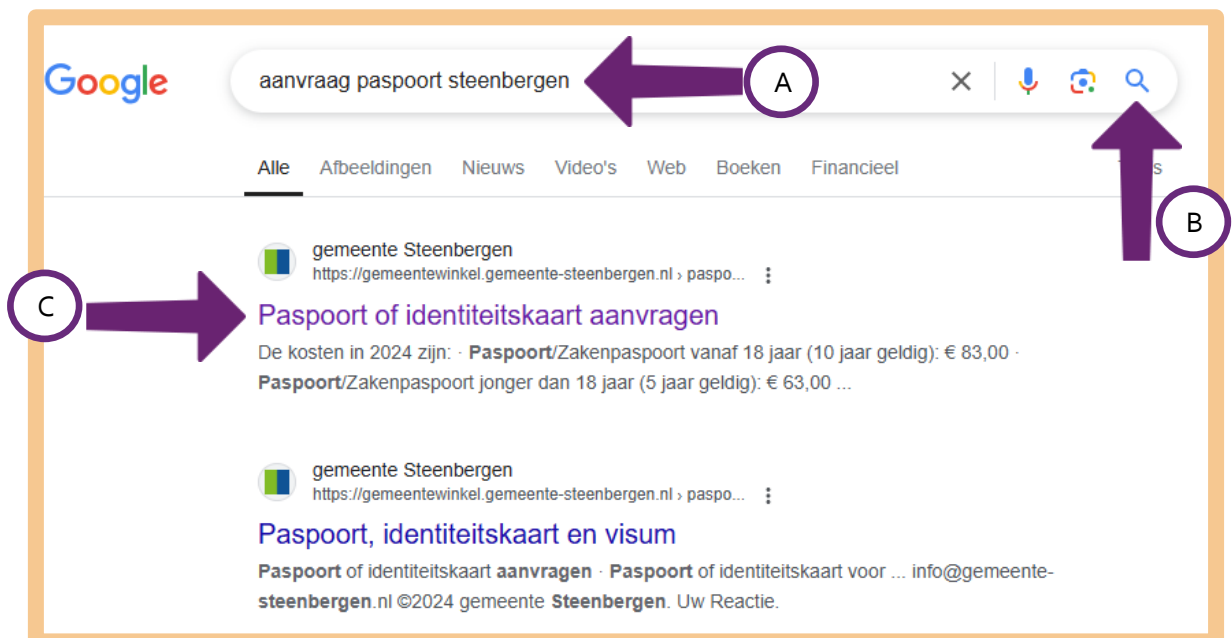 Google
aanvraag paspoort steenbergen
A
Alle Afbeeldingen Nieuws Video's Web Boeken Financieel
B
gemeente Steenbergen
https://gemeentewinkel.gemeente-steenbergen.nl › paspo...
C
Paspoort of identiteitskaart aanvragen
De kosten in 2024 zijn: · Paspoort/Zakenpaspoort vanaf 18 jaar (10 jaar geldig): € 83,00 ·
Paspoort/Zakenpaspoort jonger dan 18 jaar (5 jaar geldig): € 63,00 ...
gemeente Steenbergen
https://gemeentewinkel.gemeente-steenbergen.nl › paspo...
Paspoort, identiteitskaart en visum
Paspoort of identiteitskaart aanvragen · Paspoort of identiteitskaart voor ... info@gemeente-
steenbergen.nl ©2024 gemeente Steenbergen. Uw Reactie.